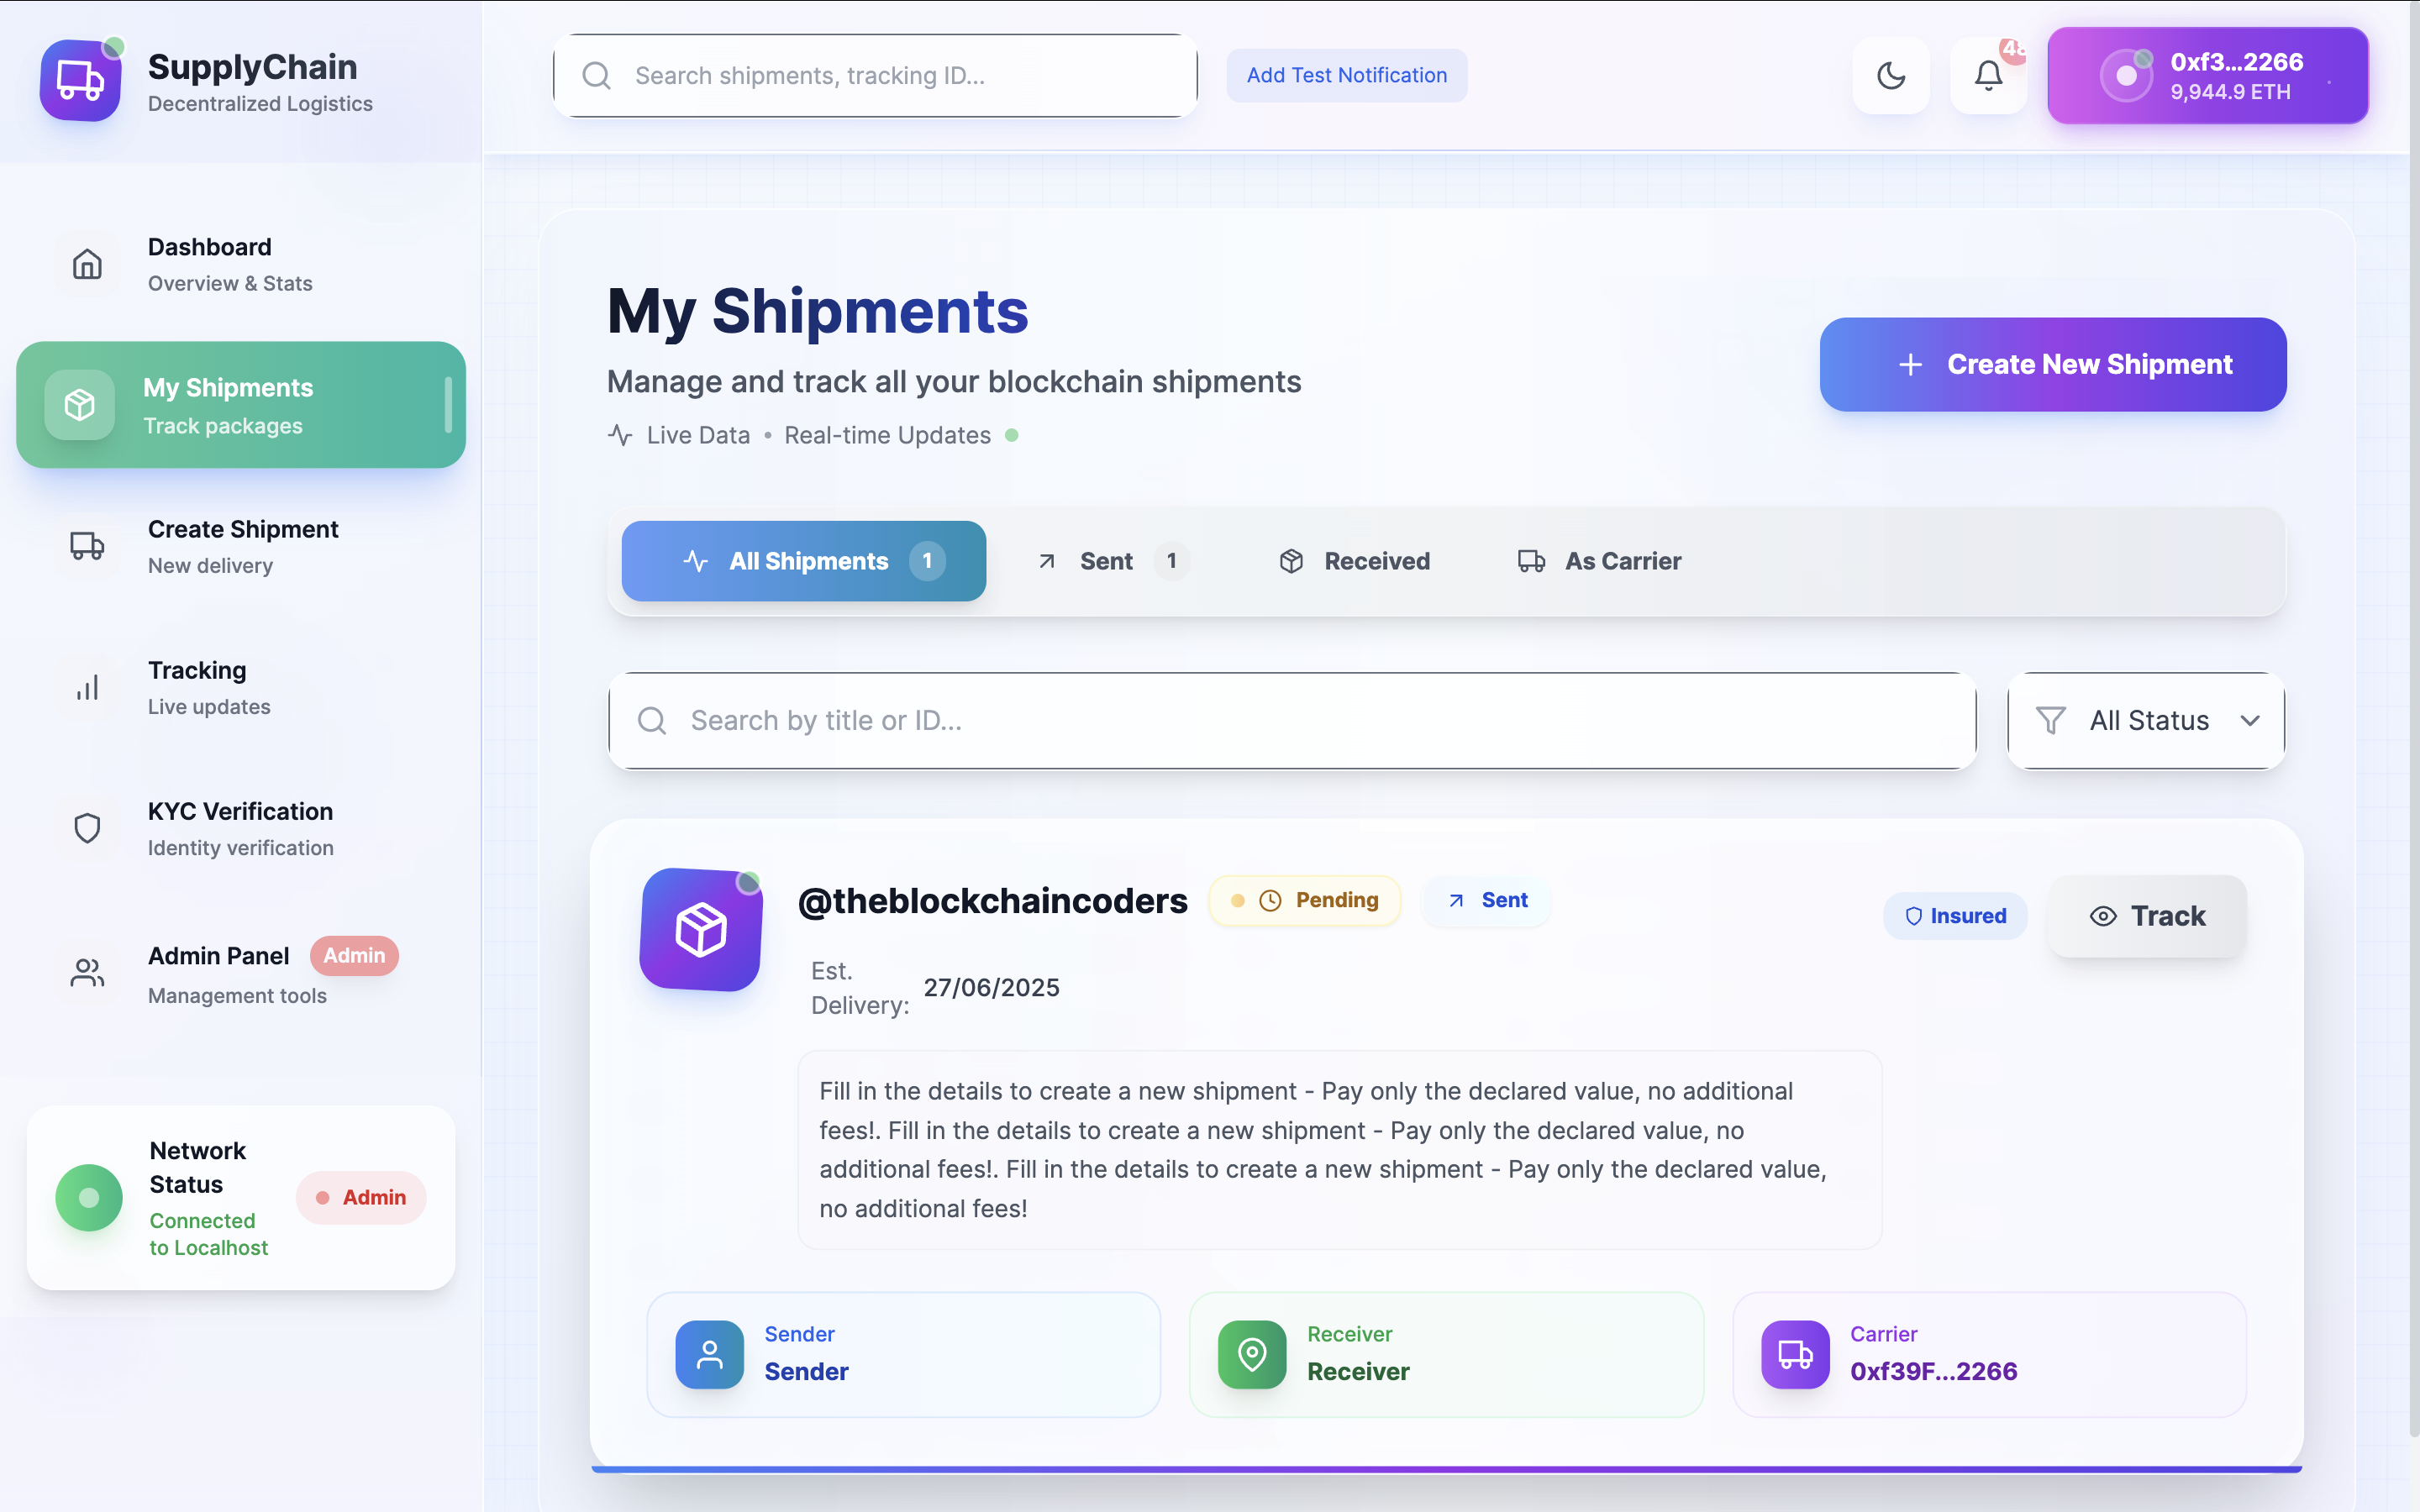 SupplyChain
Decentralized Logistics
Dashboard
Overview & Stats
My Shipments
Track packages
Create Shipment
New delivery
Tracking
Live updates
KYC Verification
Identity verification
Admin Panel
Admin
Management tools
Network
Status
Connected
to Localhost
Admin
Search shipments, tracking ID...
Add Test Notification
0xf3...2266
9,944.9 ETH
My Shipments
Manage and track all your blockchain shipments
Live Data • Real-time Updates
Create New Shipment
All Shipments 1
Sent 1
Received
As Carrier
Search by title or ID...
All Status
@theblockchaincoders
Pending
Sent
Insured
Track
Est.
Delivery:
27/06/2025
Fill in the details to create a new shipment - Pay only the declared value, no additional
fees!. Fill in the details to create a new shipment - Pay only the declared value, no
additional fees!. Fill in the details to create a new shipment - Pay only the declared value,
no additional fees!
Sender
Sender
Receiver
Receiver
Carrier
0xf39F...2266